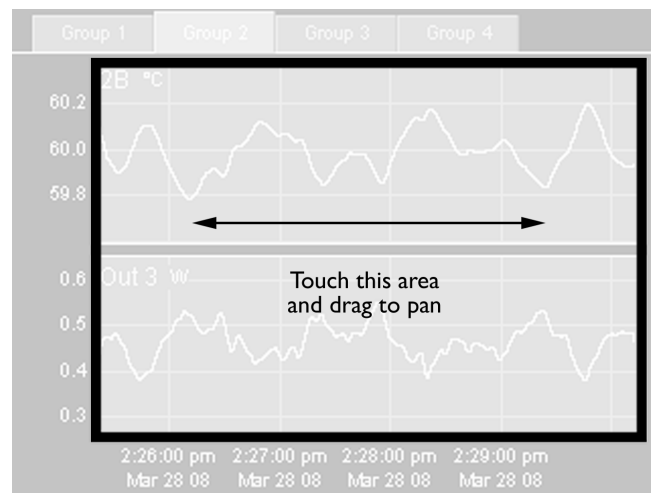 Group 1 Group 2 Group 3 Group 4
2B °C
60.2
60.0
59.8
Out 3 W
0.6
Touch this area
and drag to pan
0.5
0.4
0.3
2:26:00 pm 2:27:00 pm 2:28:00 pm 2:29:00 pm
Mar 28 08 Mar 28 08 Mar 28 08 Mar 28 08